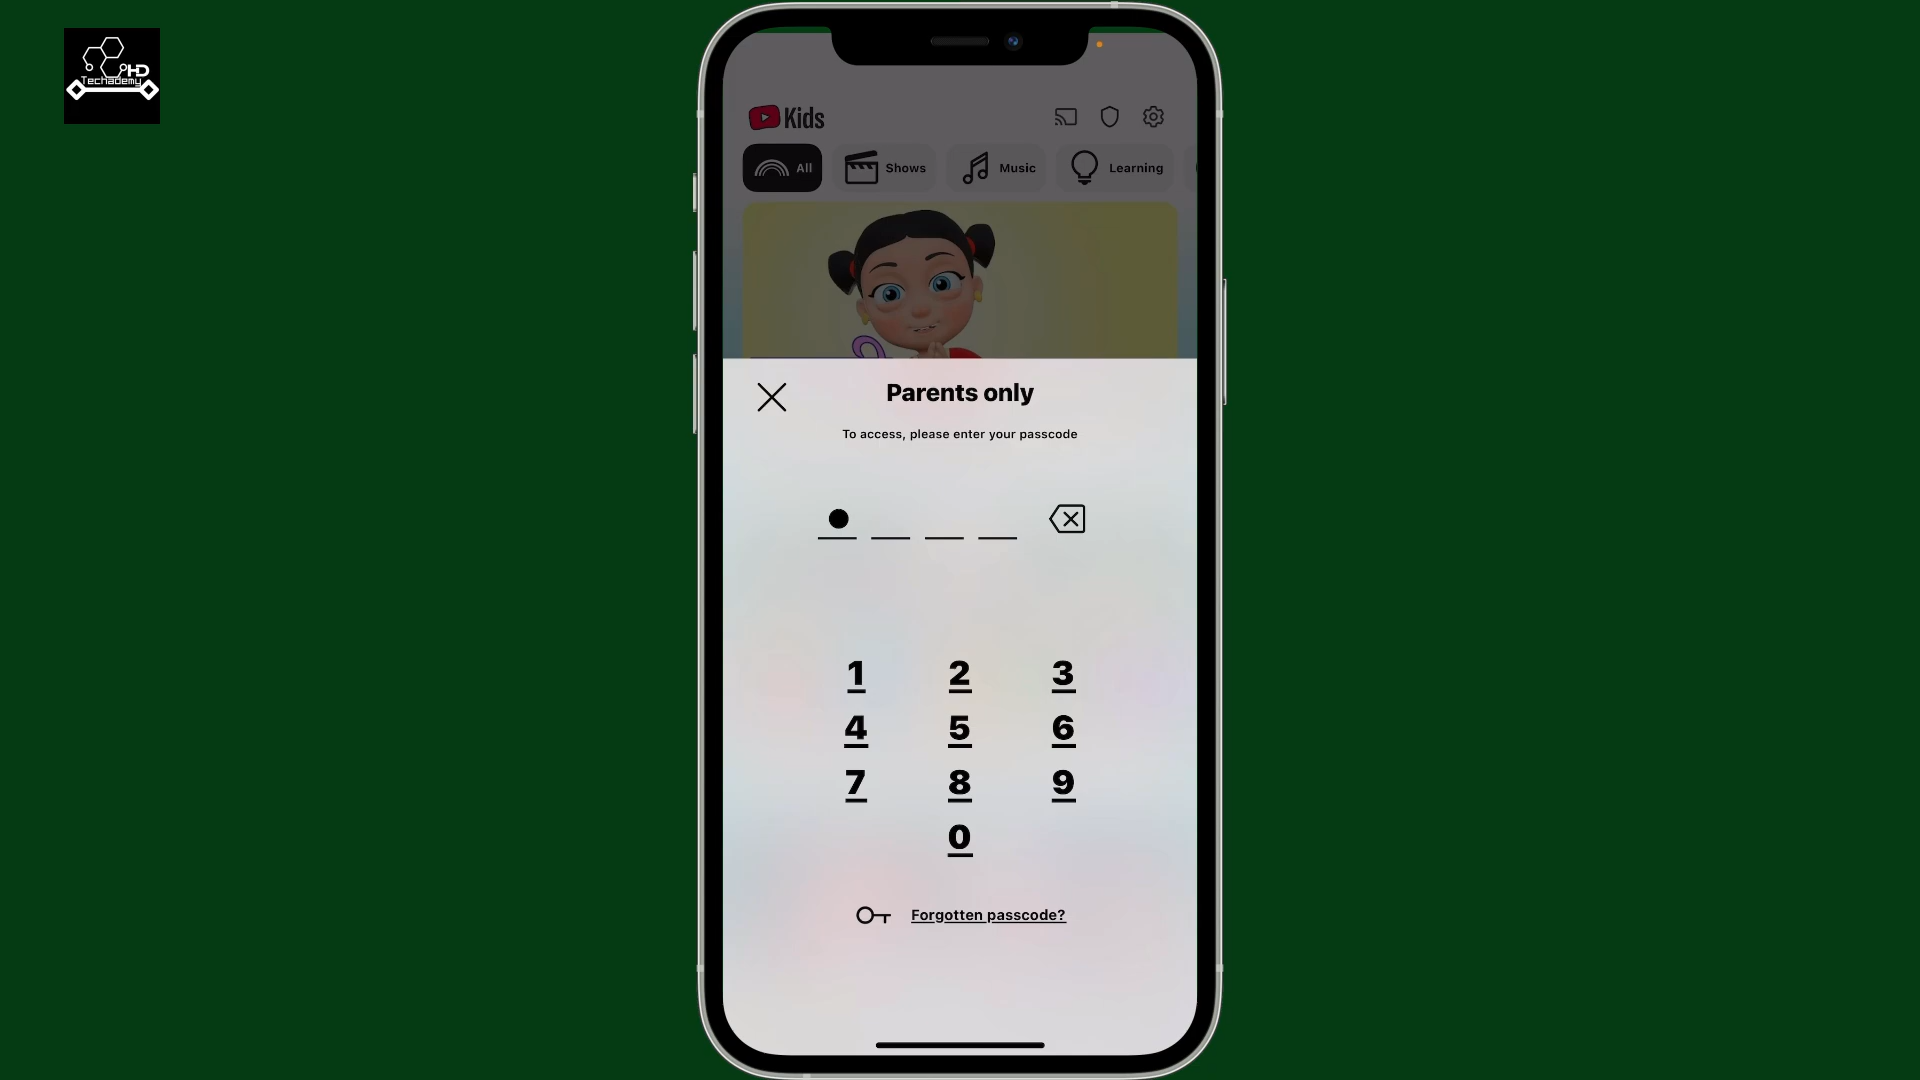 HD
Techademy
Kids
All
Shows
Music
Learning
Parents only
To access, please enter your passcode
1 2 3
4 5 6
7 8 9
0
Forgotten passcode?